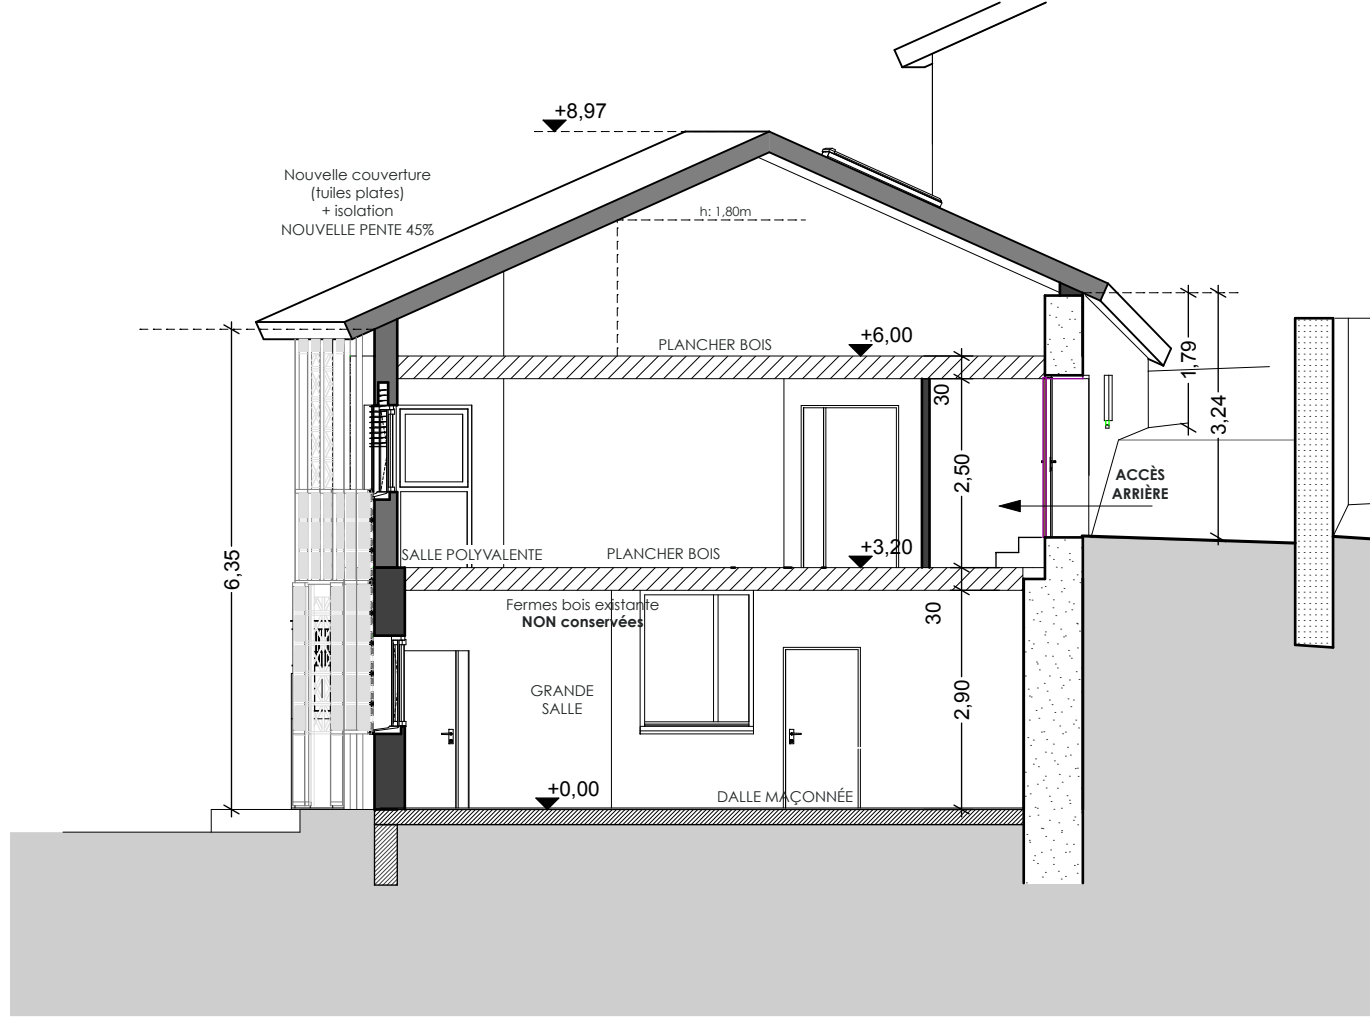 +8,97
Nouvelle couverture
(tuiles plates)
+ isolation
NOUVELLE PENTE 45%
h: 1,80m
PLANCHER BOIS
+6,00
1,79
3,24
30
2,50
ACCÈS
ARRIÈRE
6,35
SALLE POLYVALENTE
PLANCHER BOIS
+3,20
Fermes bois existante
NON conservées
30
GRANDE
SALLE
2,90
+0,00
DALLE MAÇONNÉE